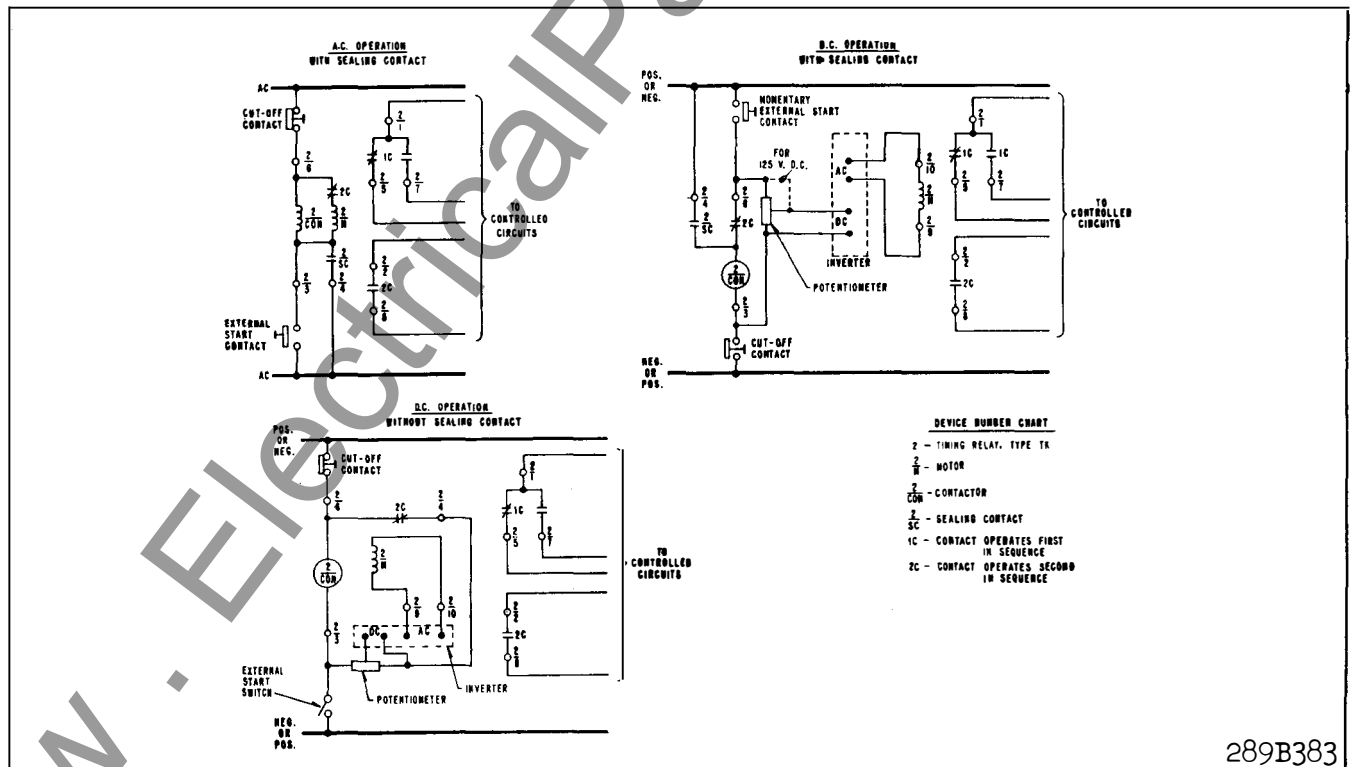 A.C. OPERATION
WITH SEALING CONTACT
AC
CUT-OFF
CONTACT
2/6
2C
2/CON
2/M
2/SC
2/3
2/4
EXTERNAL
START
CONTACT
AC
2/1
1C
2/5
2/7
2/2
2C
2/8
TO
CONTROLLED
CIRCUITS
D.C. OPERATION
WITH SEALING CONTACT
POS.
OR
NEG.
MOMENTARY
EXTERNAL START
CONTACT
FOR
125 V. D.C.
2/4
2/SC
2/6
2C
2/CON
2/3
CUT-OFF
CONTACT
NEG.
OR
POS.
AC
DC
INVERTER
POTENTIOMETER
2/10
2/M
2/9
2/1
1C
1C
2/5
2/7
2/2
2C
2/8
TO
CONTROLLED
CIRCUITS
D.C. OPERATION
WITHOUT SEALING CONTACT
POS.
OR
NEG.
CUT-OFF
CONTACT
2C
2/4
2/CON
2/M
2/9
2/10
2/3
DC
AC
EXTERNAL
START
SWITCH
POTENTIOMETER
INVERTER
NEG.
OR
POS.
2/1
1C
2/5
2/7
2/2
2C
2/8
TO
CONTROLLED
CIRCUITS
DEVICE NUMBER CHART
2 - TIMING RELAY, TYPE TK
2/M - MOTOR
2/CON - CONTACTOR
2/SC - SEALING CONTACT
1C - CONTACT OPERATES FIRST
IN SEQUENCE
2C - CONTACT OPERATES SECOND
IN SEQUENCE
289B383
w . ElectricalPa